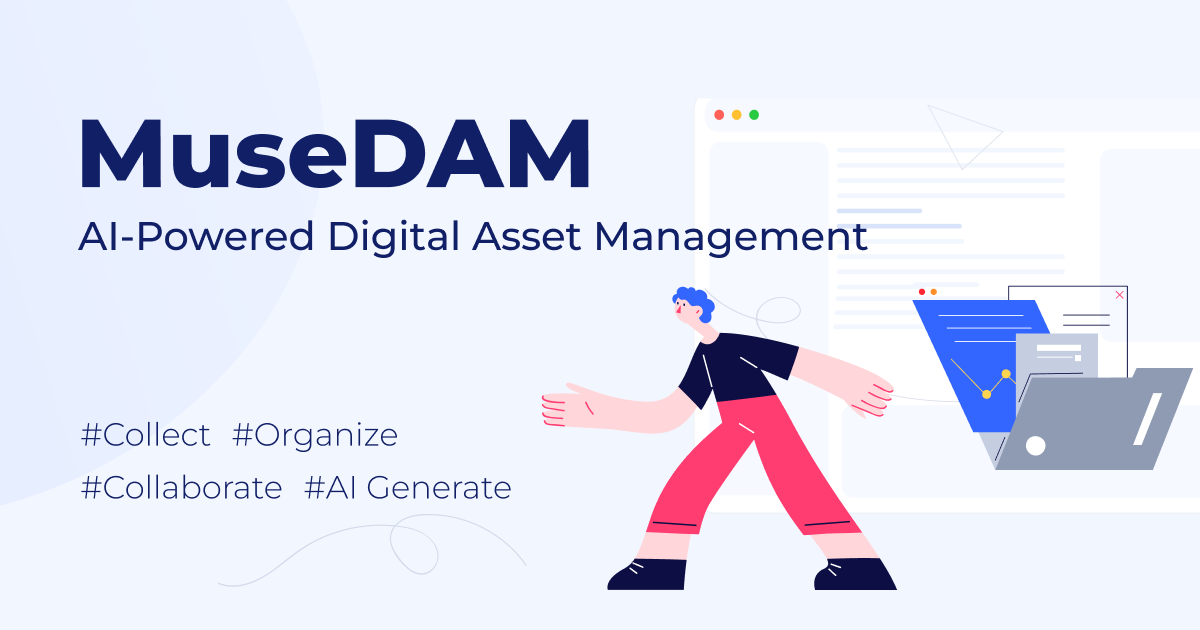 MuseDAM
AI-Powered Digital Asset Management
#Collect #Organize
#Collaborate #AI Generate